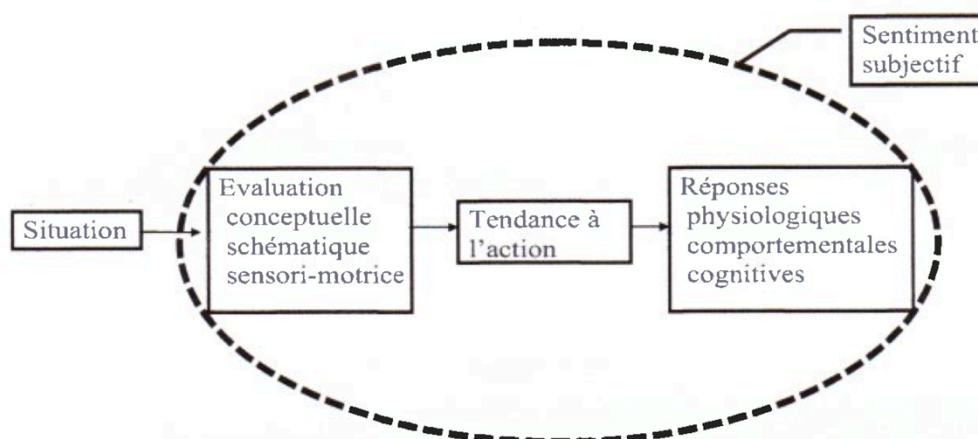 Sentiment
subjectif
Situation
Evaluation
conceptuelle
schématique
sensori-motrice
Tendance à
l'action
Réponses
physiologiques
comportementales
cognitives